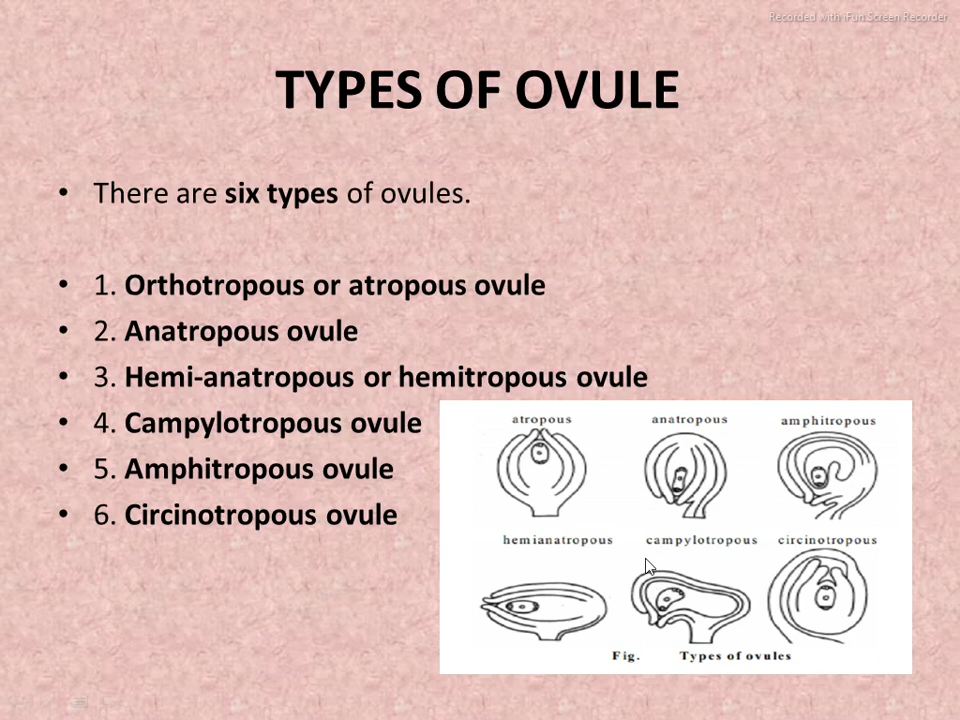 Recorded with iFun Screen Recorder
TYPES OF OVULE
• There are six types of ovules.
• 1. Orthotropous or atropous ovule
• 2. Anatropous ovule
• 3. Hemi-anatropous or hemitropous ovule
• 4. Campylotropous ovule
• 5. Amphitropous ovule
• 6. Circinotropous ovule
atropous anatropous amphitropous
hemianatropous campylotropous circinotropous
Fig. Types of ovules